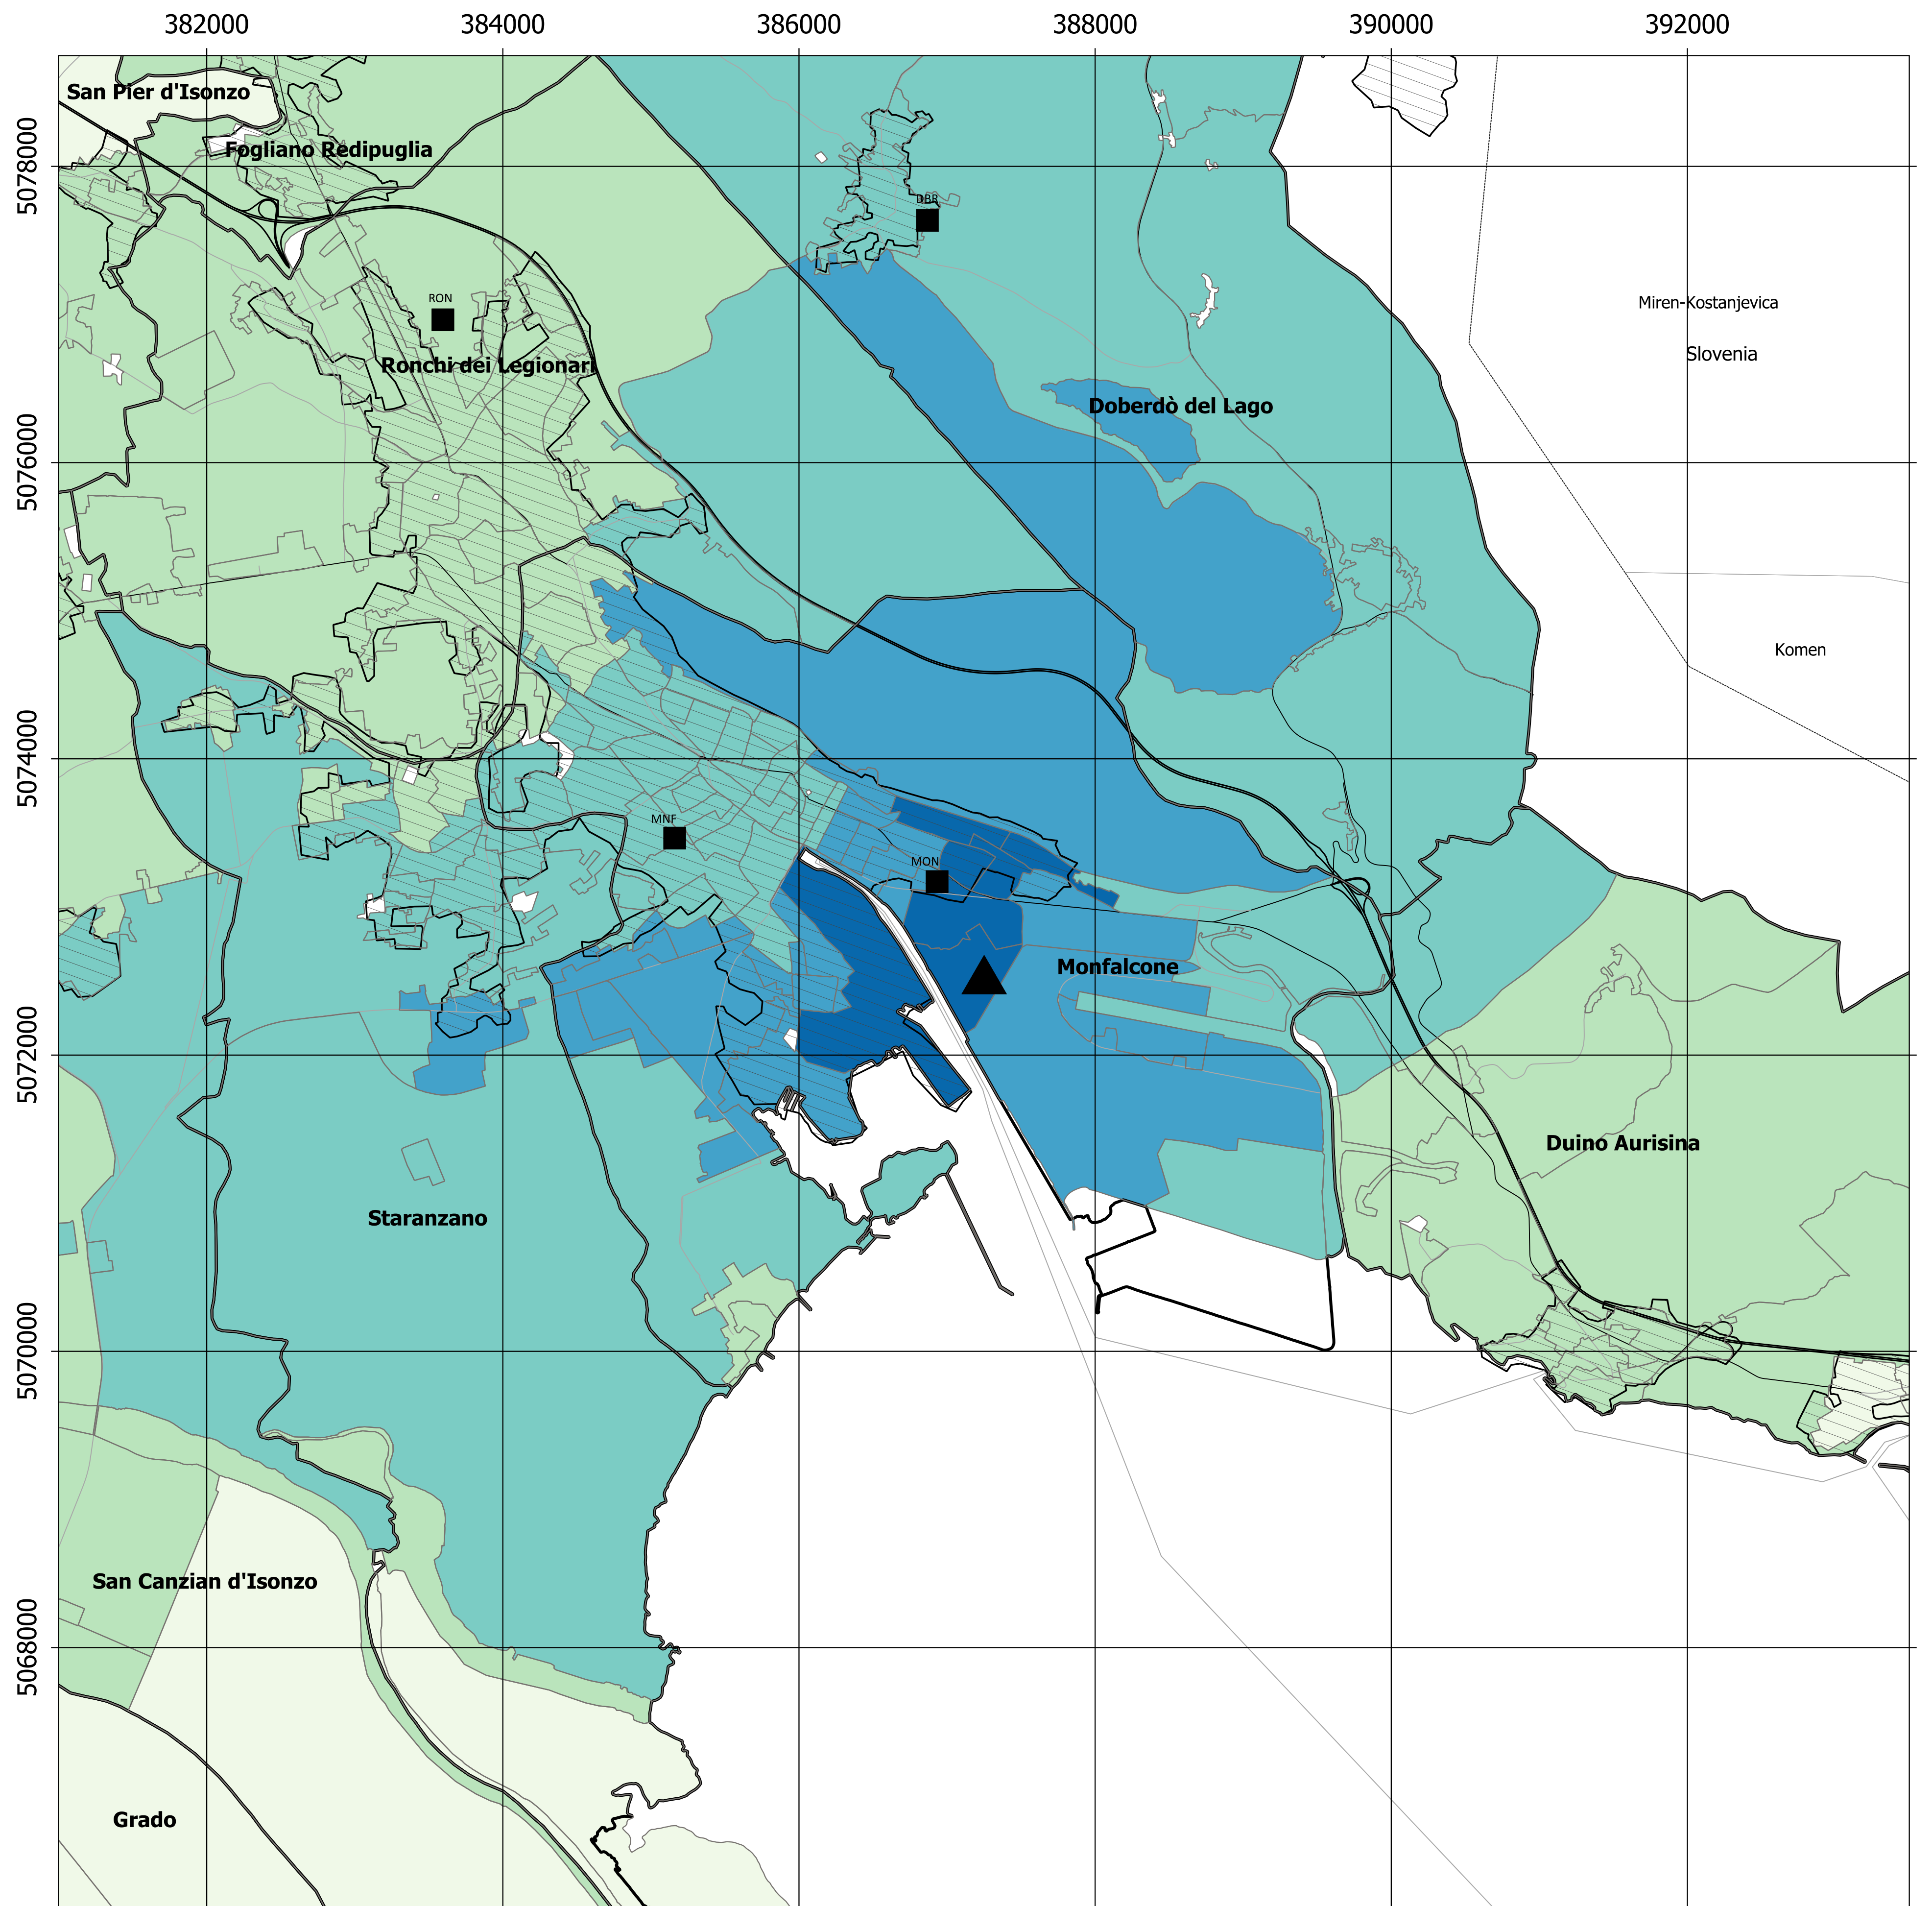 382000 384000 386000 388000 390000 392000
San Pier d'Isonzo
Fogliano Redipuglia
5078000
DBR
RON
Miren-Kostanjevica
Slovenia
Ronchi dei Legionari
Doberdò del Lago
5076000
Komen
5074000
MNF
MON
Monfalcone
5072000
Duino Aurisina
Staranzano
5070000
San Canzian d'Isonzo
5068000
Grado